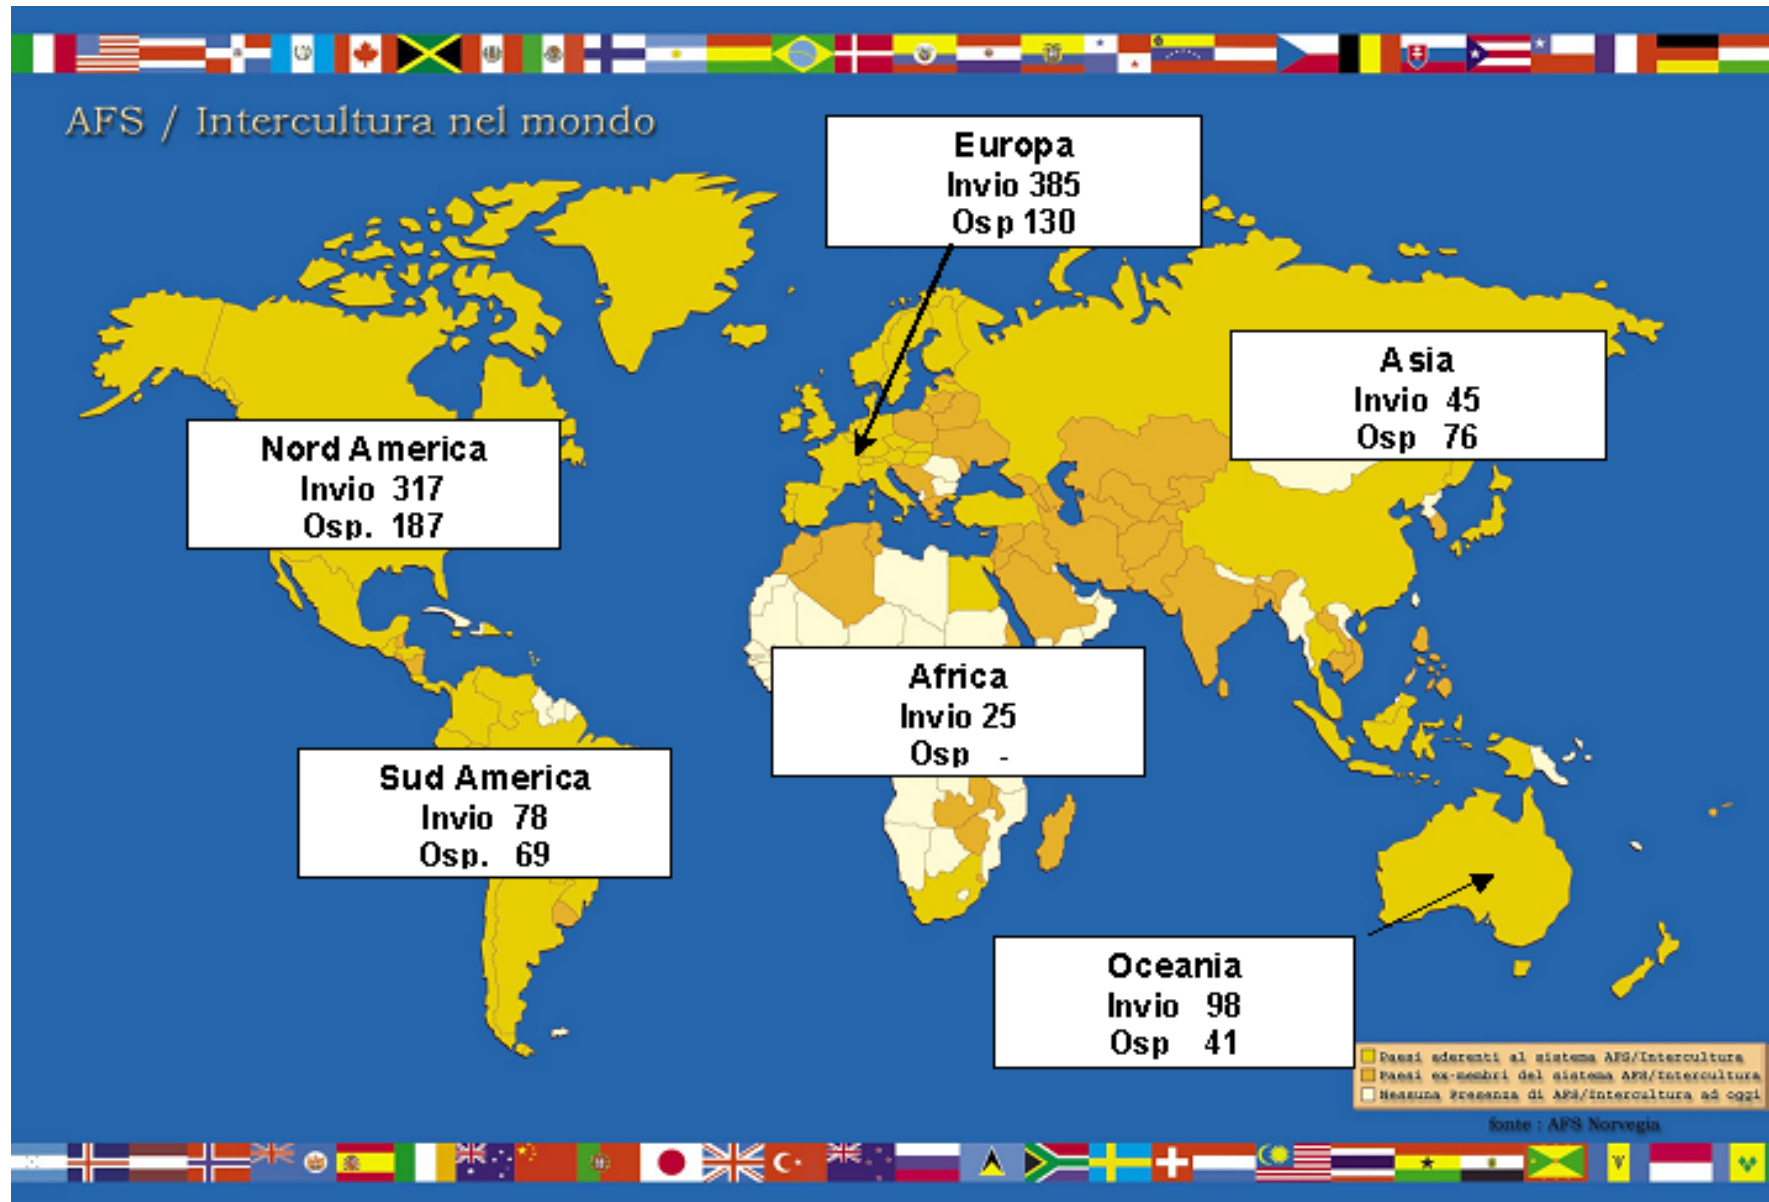 AFS / Intercultura nel mondo
Europa
Invio 385
Osp 130
Asia
Invio 45
Osp 76
Nord America
Invio 317
Osp. 187
Africa
Invio 25
Osp -
Sud America
Invio 78
Osp. 69
Oceania
Invio 98
Osp 41
Paesi aderenti al sistema AFS/Intercultura
Paesi ex-membri del sistema AFS/Intercultura
Nessuna Presenza di AFS/Intercultura ad oggi
fonte : AFS Norvegia